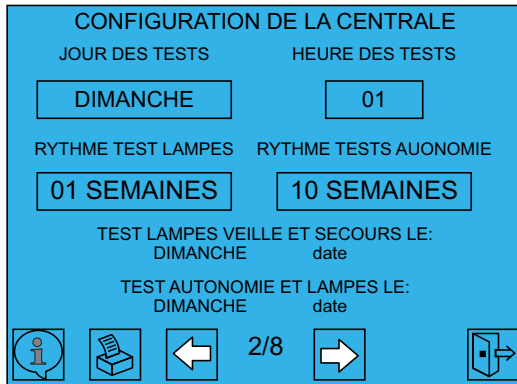 CONFIGURATION DE LA CENTRALE
JOUR DES TESTS HEURE DES TESTS
DIMANCHE 01
RYTHME TEST LAMPES RYTHME TESTS AUONOMIE
01 SEMAINES 10 SEMAINES
TEST LAMPES VEILLE ET SECOURS LE:
DIMANCHE date
TEST AUTONOMIE ET LAMPES LE:
DIMANCHE date
i 2/8